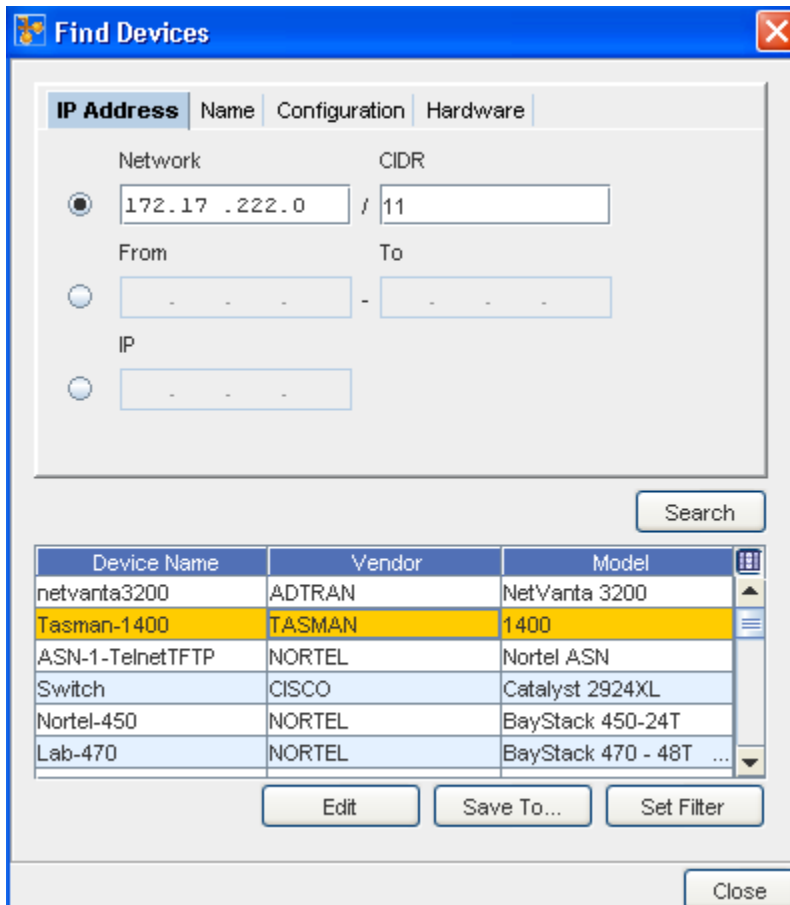 Find Devices
IP Address Name Configuration Hardware
Network CIDR
172.17 .222.0 / 11
From To
. . . - . . .
IP
. . .
Search
Device Name Vendor Model
netvanta3200 ADTRAN NetVanta 3200
Tasman-1400 TASMAN 1400
ASN-1-TelnetTFTP NORTEL Nortel ASN
Switch CISCO Catalyst 2924XL
Nortel-450 NORTEL BayStack 450-24T
Lab-470 NORTEL BayStack 470 - 48T ...
Edit Save To... Set Filter
Close